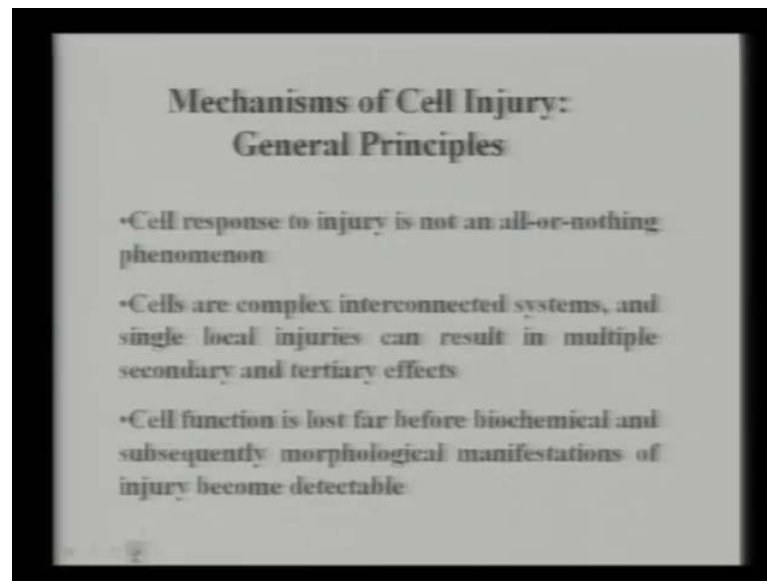 Mechanisms of Cell Injury:
General Principles
•Cell response to injury is not an all-or-nothing
phenomenon
•Cells are complex interconnected systems, and
single local injuries can result in multiple
secondary and tertiary effects
•Cell function is lost far before biochemical and
subsequently morphological manifestations of
injury become detectable